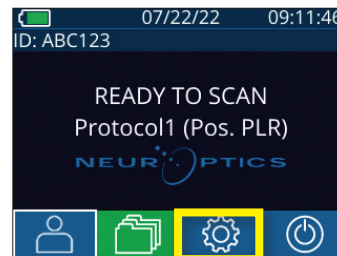 07/22/22 09:11:46
ID: ABC123
READY TO SCAN
Protocol1 (Pos. PLR)
NEUROPTICS